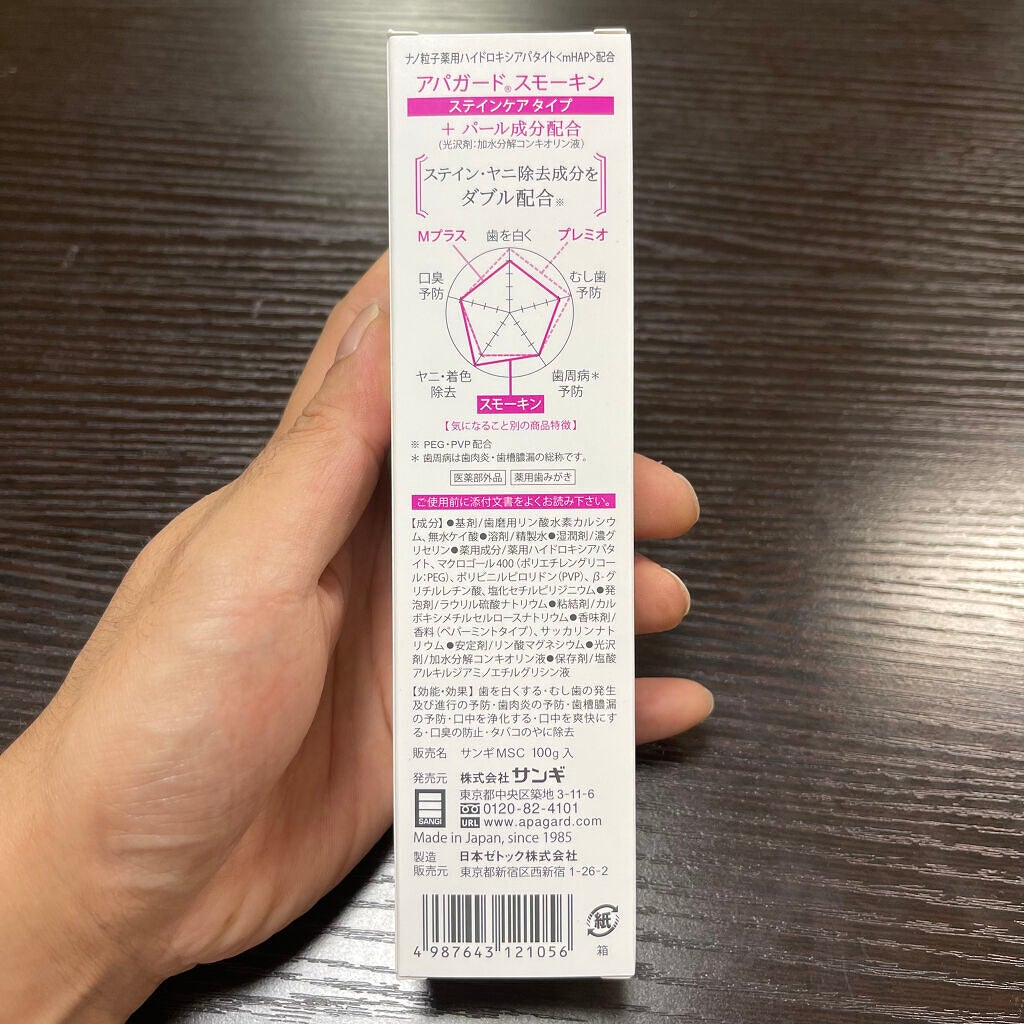 ナノ粒子薬用ハイドロキシアパタイト<mHAP>配合
アパガード®スモーキン
ステインケア タイプ
＋ パール成分配合
(光沢剤:加水分解コンキオリン液)
ステイン・ヤニ除去成分を
ダブル配合※
Mプラス 歯を白く プレミオ
口臭
予防
むし歯
予防
ヤニ・着色
除去
歯周病＊
予防
スモーキン
【気になること別の商品特徴】
※ PEG・PVP配合
＊ 歯周病は歯肉炎・歯槽膿漏の総称です。
医薬部外品 薬用歯みがき
ご使用前に添付文書をよくお読み下さい。
【成分】●基剤/歯磨用リン酸水素カルシウ
ム、無水ケイ酸●溶剤/精製水●湿潤剤/濃グ
リセリン●薬用成分/薬用ハイドロキシアパタ
イト、マクロゴール400(ポリエチレングリコー
ル:PEG)、ポリビニルピロリドン(PVP)、β-グ
リチルレチン酸、塩化セチルピリジニウム●発
泡剤/ラウリル硫酸ナトリウム●粘結剤/カル
ボキシメチルセルロースナトリウム●香味剤/
香料(ペパーミントタイプ)、サッカリンナト
リウム●安定剤/リン酸マグネシウム●光沢
剤/加水分解コンキオリン液●保存剤/塩酸
アルキルジアミノエチルグリシン液
【効能・効果】歯を白くする・むし歯の発生
及び進行の予防・歯肉炎の予防・歯槽膿漏
の予防・口中を浄化する・口中を爽快にす
る・口臭の防止・タバコのやに除去
販売名 サンギMSC 100g入
発売元 株式会社サンギ
東京都中央区築地3-11-6
0120-82-4101
SANGI URL www.apagard.com
Made in Japan, since 1985
製造
販売元
日本ゼトック株式会社
東京都新宿区西新宿1-26-2
4 987643 121056
紙
箱